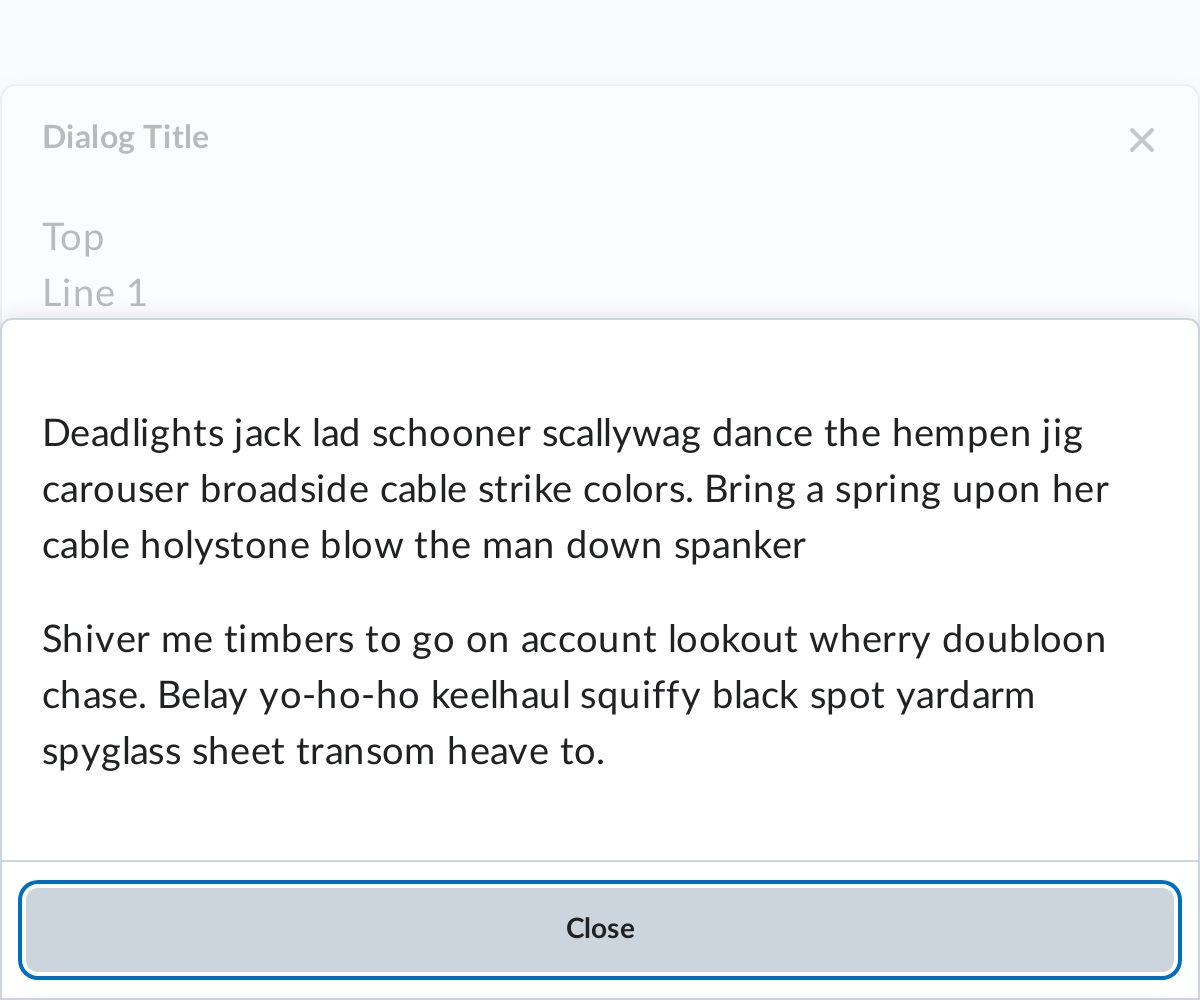 Dialog Title
Top
Line 1
Deadlights jack lad schooner scallywag dance the hempen jig
carouser broadside cable strike colors. Bring a spring upon her
cable holystone blow the man down spanker
Shiver me timbers to go on account lookout wherry doubloon
chase. Belay yo-ho-ho keelhaul squiffy black spot yardarm
spyglass sheet transom heave to.
Close